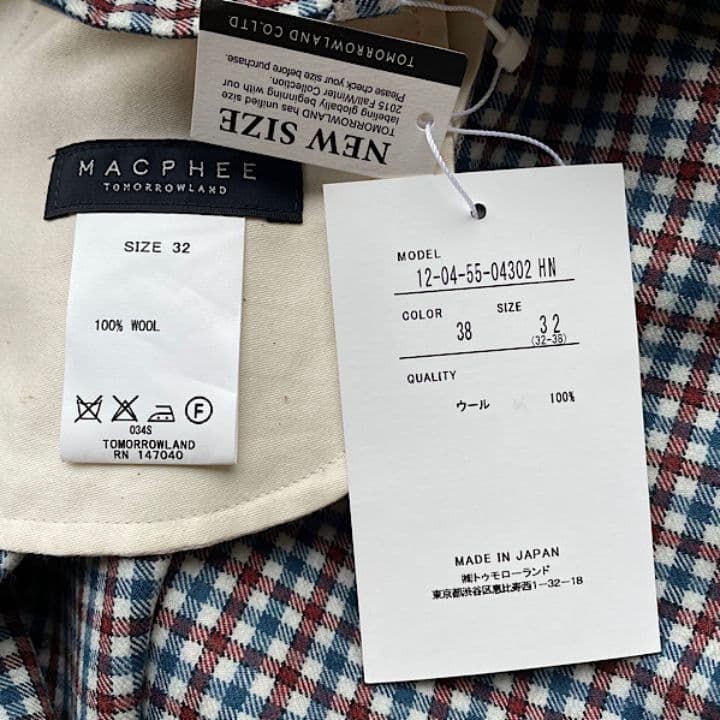 TOMORROWLAND CO.LTD
NEW SIZE
TOMORROWLAND has unified size
labeling globally beginning with our
2015 Fall/Winter Collection.
Please check your size before purchase.
MACPHEE
TOMORROWLAND
SIZE 32
100% WOOL
F
034S
TOMORROWLAND
RN 147040
MODEL
12-04-55-04302 HN
COLOR
38
SIZE
32
(32-38)
QUALITY
ウール 100%
MADE IN JAPAN
㈱トゥモローランド
東京都渋谷区恵比寿西1-32-18